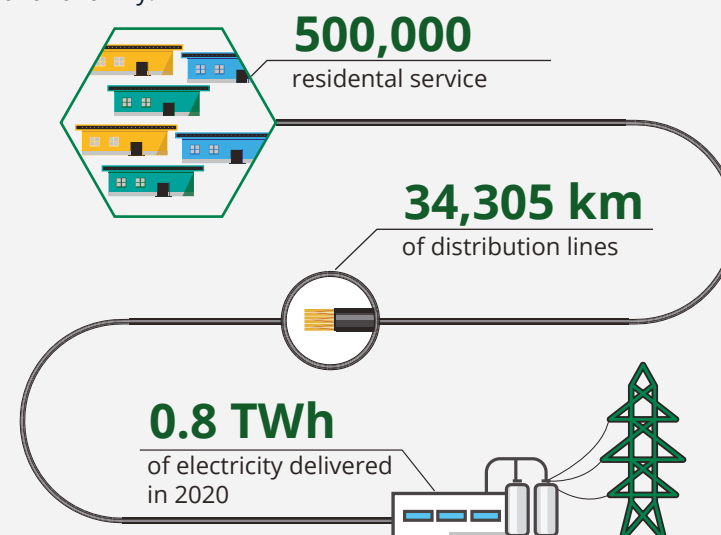 500,000
residental service
34,305 km
of distribution lines
0.8 TWh
of electricity delivered
in 2020